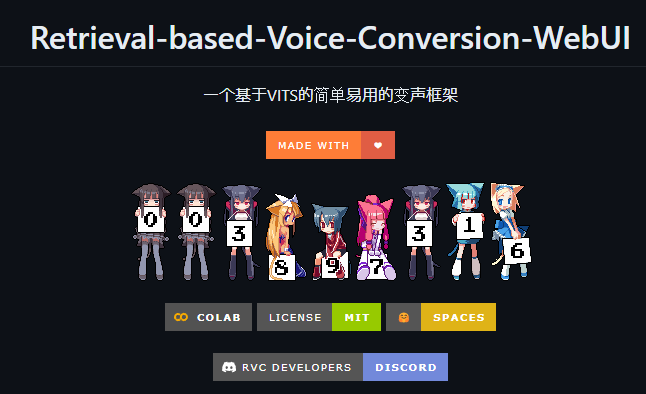 Retrieval-based-Voice-Conversion-WebUI
一个基于VITS的简单易用的变声框架
MADE WITH
0 0 3 8 9 7 3 1 6
COLAB LICENSE MIT SPACES
RVC DEVELOPERS DISCORD